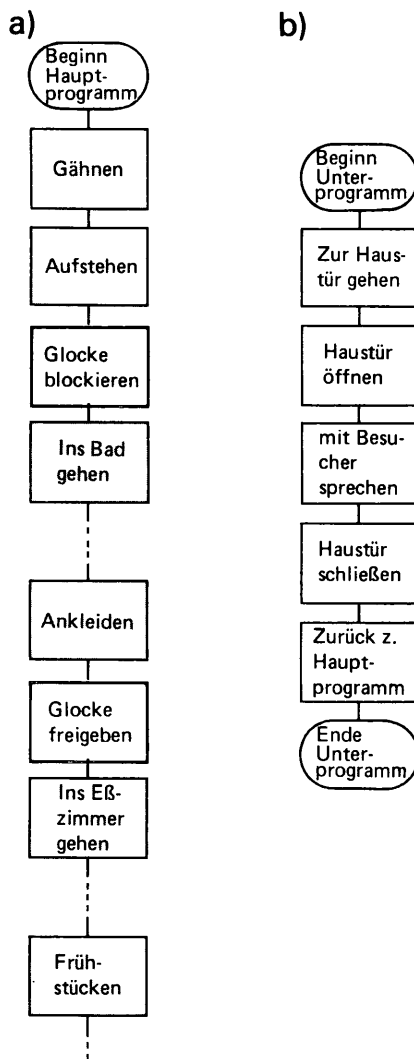 a)
Beginn
Haupt-
programm
Gähnen
Aufstehen
Glocke
blockieren
Ins Bad
gehen
Ankleiden
Glocke
freigeben
Ins Eß-
zimmer
gehen
Früh-
stücken
b)
Beginn
Unter-
programm
Zur Haus-
tür gehen
Haustür
öffnen
mit Besu-
cher
sprechen
Haustür
schließen
Zurück z.
Haupt-
programm
Ende
Unter-
programm